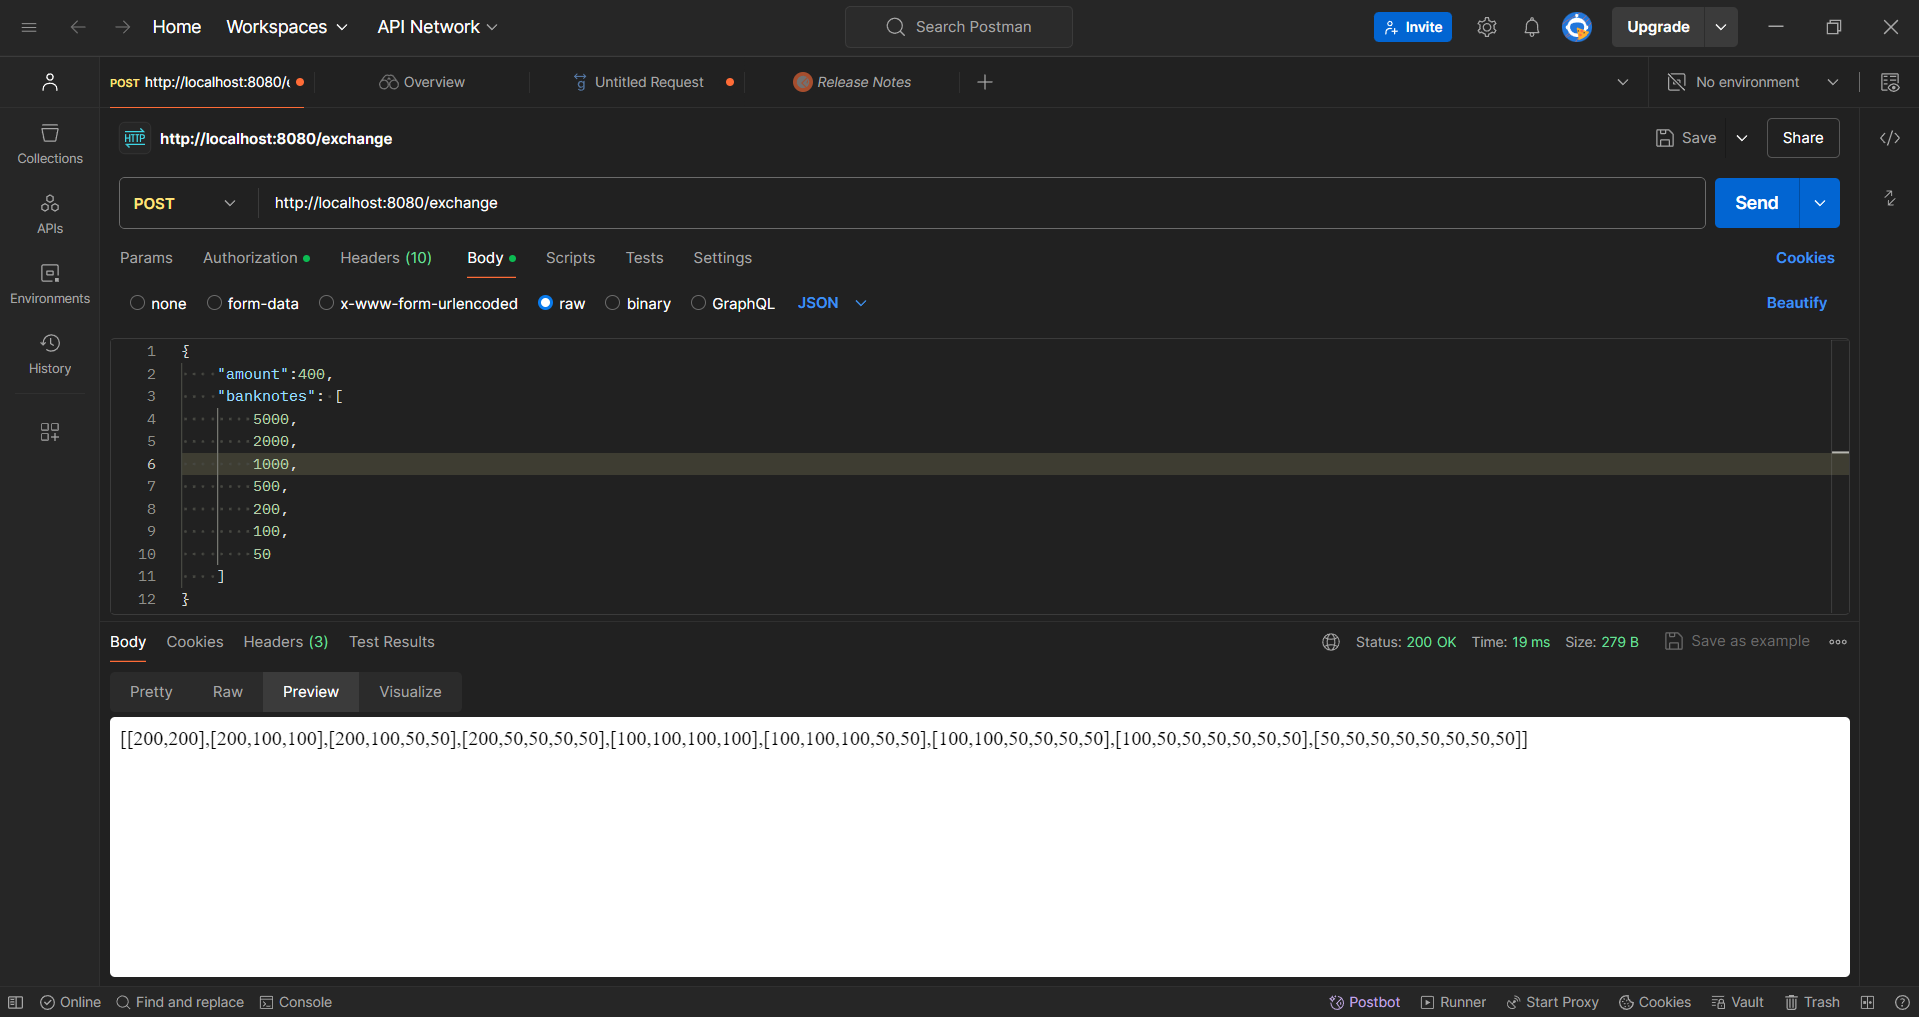 Home Workspaces API Network Search Postman Invite Upgrade
POST http://localhost:8080/e Overview Untitled Request Release Notes No environment
HTTP http://localhost:8080/exchange Save Share
Collections
APIs
Environments
History
POST http://localhost:8080/exchange Send
Params Authorization Headers (10) Body Scripts Tests Settings Cookies
none form-data x-www-form-urlencoded raw binary GraphQL JSON Beautify
1 {
2 "amount":400,
3 "banknotes": [
4 5000,
5 2000,
6 1000,
7 500,
8 200,
9 100,
10 50
11 ]
12 }
Body Cookies Headers (3) Test Results Status: 200 OK Time: 19 ms Size: 279 B Save as example
Pretty Raw Preview Visualize
[[200,200],[200,100,100],[200,100,50,50],[200,50,50,50,50],[100,100,100,100],[100,100,100,50,50],[100,100,50,50,50,50],[100,50,50,50,50,50,50],[50,50,50,50,50,50,50,50]]
Online Find and replace Console Postbot Runner Start Proxy Cookies Vault Trash